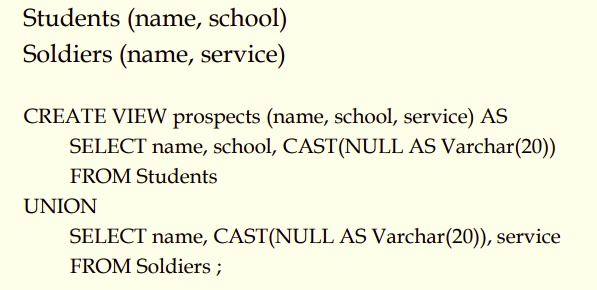 Students (name, school)
Soldiers (name, service)
CREATE VIEW prospects (name, school, service) AS
SELECT name, school, CAST(NULL AS Varchar(20))
FROM Students
UNION
SELECT name, CAST(NULL AS Varchar(20)), service
FROM Soldiers ;